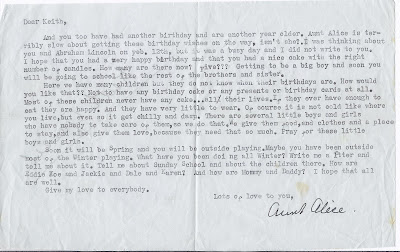 Dear Keith,
And you too have had another birthday and are another year older. Aunt Alice is ter-
ribly slow about getting these birthday wishes on the way, isn't she? I was thinking about
you and Abraham Lincoln on Feb. 12th, but it was a busy day and I did not write to you.
I hope that you had a very happy birthday and that you had a nice cake with the right
number o, candles. How many are there now? Five??? Getting to be a big boy and soon you
will be going to school like the rest o, the brothers and sister.
Here we have many children and they do not know when their birthdays are. How would
you like that? Not to have any birthday cake or any presents or birthday cards at all.
Most o, these children never have any cake all their lives. I, they ever have enough to
eat they are happy, and they have very little to wear. O, course it is not cold like where
you live, but even so it gets chilly and damp. There are several little boys and girls
who have nobody to take care o, them, so we do that. We give them food, and clothes and a place
to stay, and also give them love, because they need that so much. Pray for these little
boys and girls.
Soon it will be Spring and you will be outside playing. Maybe you have been outside
most o, the Winter playing. What have you been doing all Winter? Write me a letter and
tell me about it. Tell me about Sunday School and about the children there. How are
Eddie Noe and Jackie and Dale and Karen? And how are Mommy and Daddy? I hope that all
are well.
Give my love to everybody.
Lots o, love to you,
Aunt Alice.